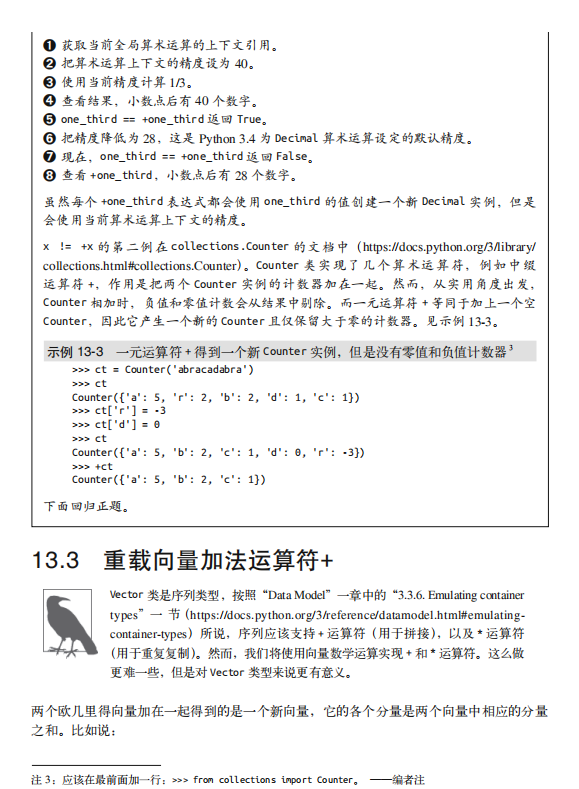 ❶ 获取当前全局算术运算的上下文引用。
❷ 把算术运算上下文的精度设为 40。
❸ 使用当前精度计算 1/3。
❹ 查看结果，小数点后有 40 个数字。
❺ one_third == +one_third 返回 True。
❻ 把精度降低为 28，这是 Python 3.4 为 Decimal 算术运算设定的默认精度。
❼ 现在，one_third == +one_third 返回 False。
❽ 查看 +one_third，小数点后有 28 个数字。
虽然每个 +one_third 表达式都会使用 one_third 的值创建一个新 Decimal 实例，但是
会使用当前算术运算上下文的精度。
x != +x 的第二例在 collections.Counter 的文档中（https://docs.python.org/3/library/
collections.html#collections.Counter）。Counter 类实现了几个算术运算符，例如中缀
运算符 +，作用是把两个 Counter 实例的计数器加在一起。然而，从实用角度出发，
Counter 相加时，负值和零值计数会从结果中剔除。而一元运算符 + 等同于加上一个空
Counter，因此它产生一个新的 Counter 且仅保留大于零的计数器。见示例 13-3。
示例 13-3 一元运算符 + 得到一个新 Counter 实例，但是没有零值和负值计数器3
>>> ct = Counter('abracadabra')
>>> ct
Counter({'a': 5, 'r': 2, 'b': 2, 'd': 1, 'c': 1})
>>> ct['r'] = -3
>>> ct['d'] = 0
>>> ct
Counter({'a': 5, 'b': 2, 'c': 1, 'd': 0, 'r': -3})
>>> +ct
Counter({'a': 5, 'b': 2, 'c': 1})
下面回归正题。
13.3 重载向量加法运算符+
Vector 类是序列类型，按照“Data Model”一章中的“3.3.6. Emulating container
types”一 节（https://docs.python.org/3/reference/datamodel.html#emulating-
container-types）所说，序列应该支持 + 运算符（用于拼接），以及 * 运算符
（用于重复复制）。然而，我们将使用向量数学运算实现 + 和 * 运算符。这么做
更难一些，但是对 Vector 类型来说更有意义。
两个欧几里得向量加在一起得到的是一个新向量，它的各个分量是两个向量中相应的分量
之和。比如说：
注 3：应该在最前面加一行：>>> from collections import Counter。 ——编者注